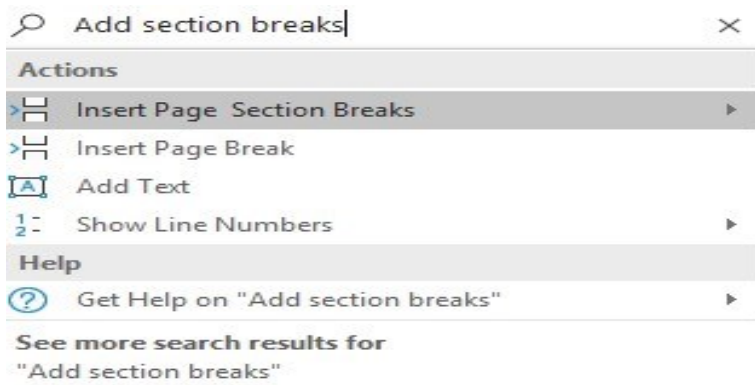 Add section breaks
Actions
Insert Page Section Breaks
Insert Page Break
Add Text
Show Line Numbers
Help
Get Help on "Add section breaks"
See more search results for
"Add section breaks"